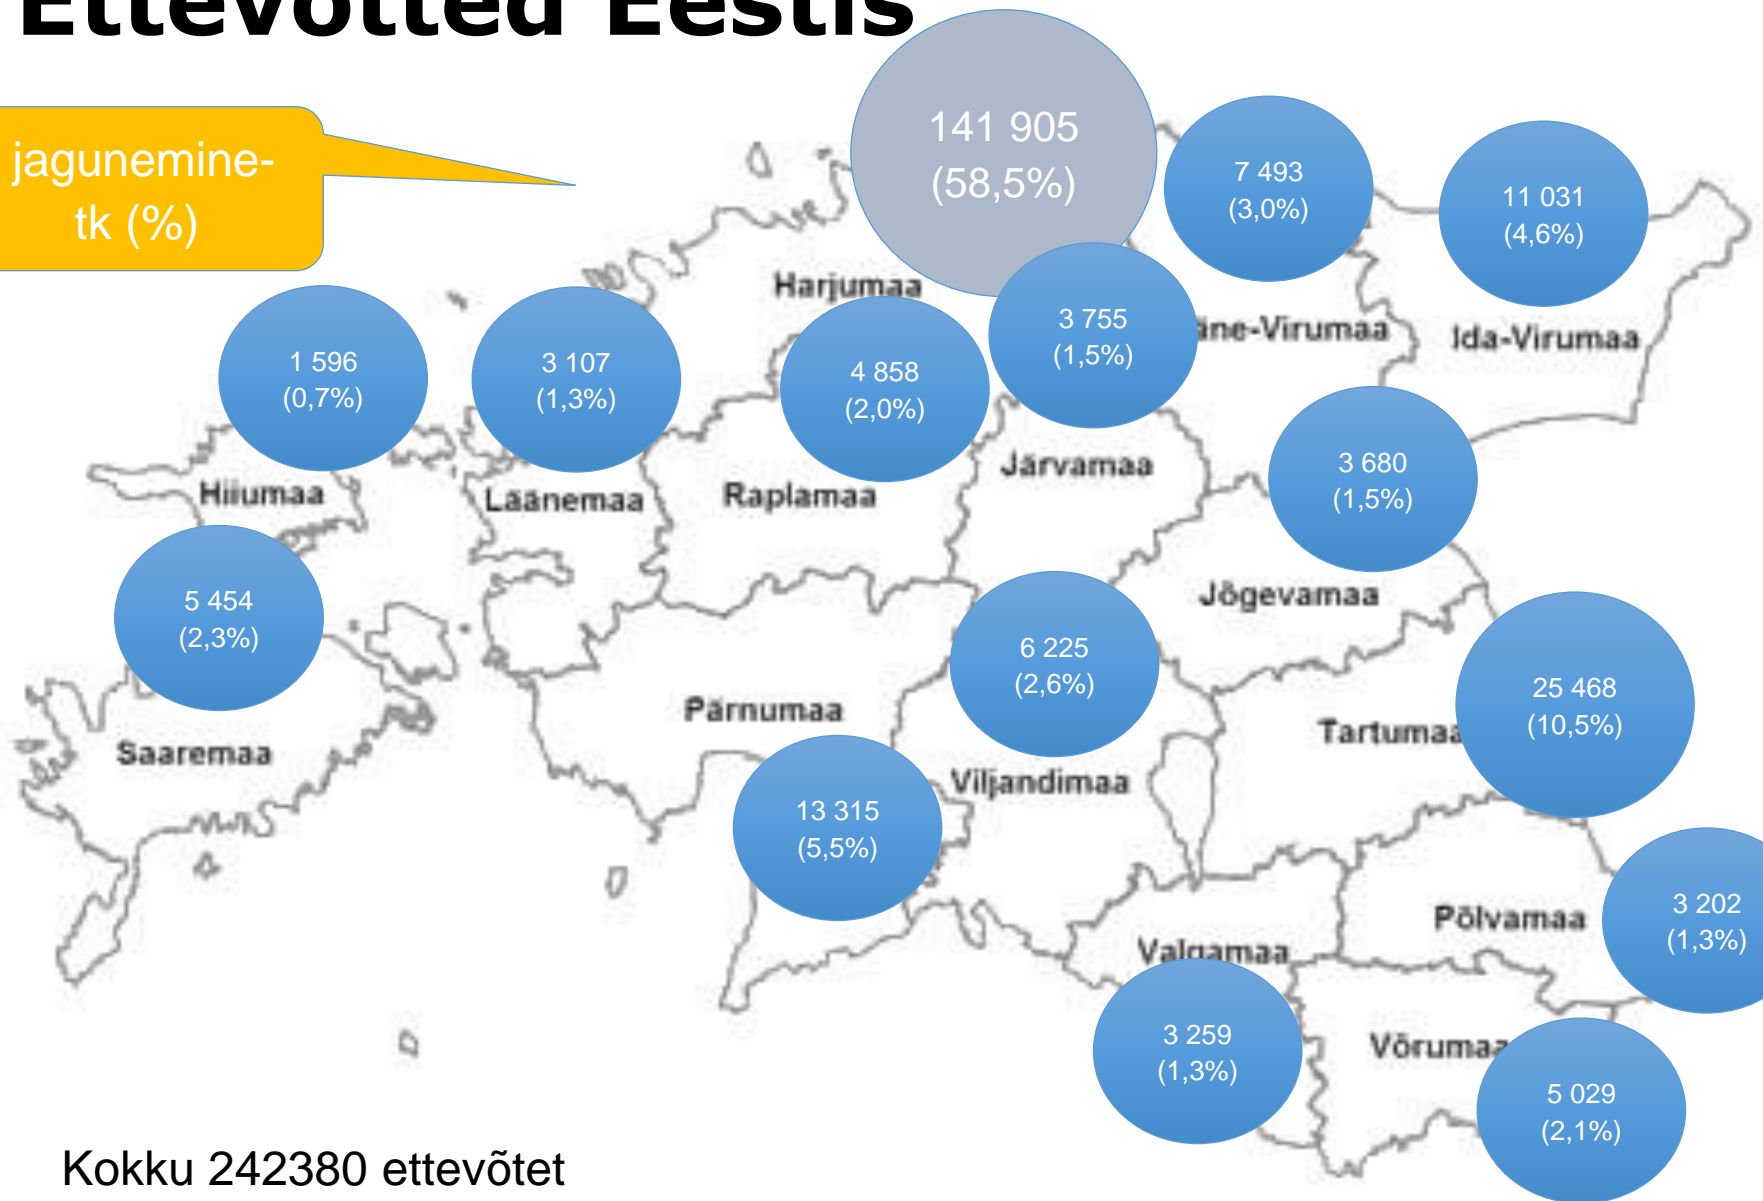 Ettevõtted Eestis
jagunemine-
tk (%)
141 905
(58,5%)
7 493
(3,0%)
11 031
(4,6%)
Harjumaa
3 755
(1,5%)
äne-Virumaa
Ida-Virumaa
1 596
(0,7%)
3 107
(1,3%)
4 858
(2,0%)
Hiiumaa
Läänemaa
Raplamaa
Järvamaa
3 680
(1,5%)
5 454
(2,3%)
Jõgevamaa
6 225
(2,6%)
25 468
(10,5%)
Saaremaa
Pärnumaa
Viljandimaa
Tartumaa
13 315
(5,5%)
Valgamaa
Põlvamaa
3 202
(1,3%)
3 259
(1,3%)
Võrumaa
5 029
(2,1%)
Kokku 242380 ettevõtet